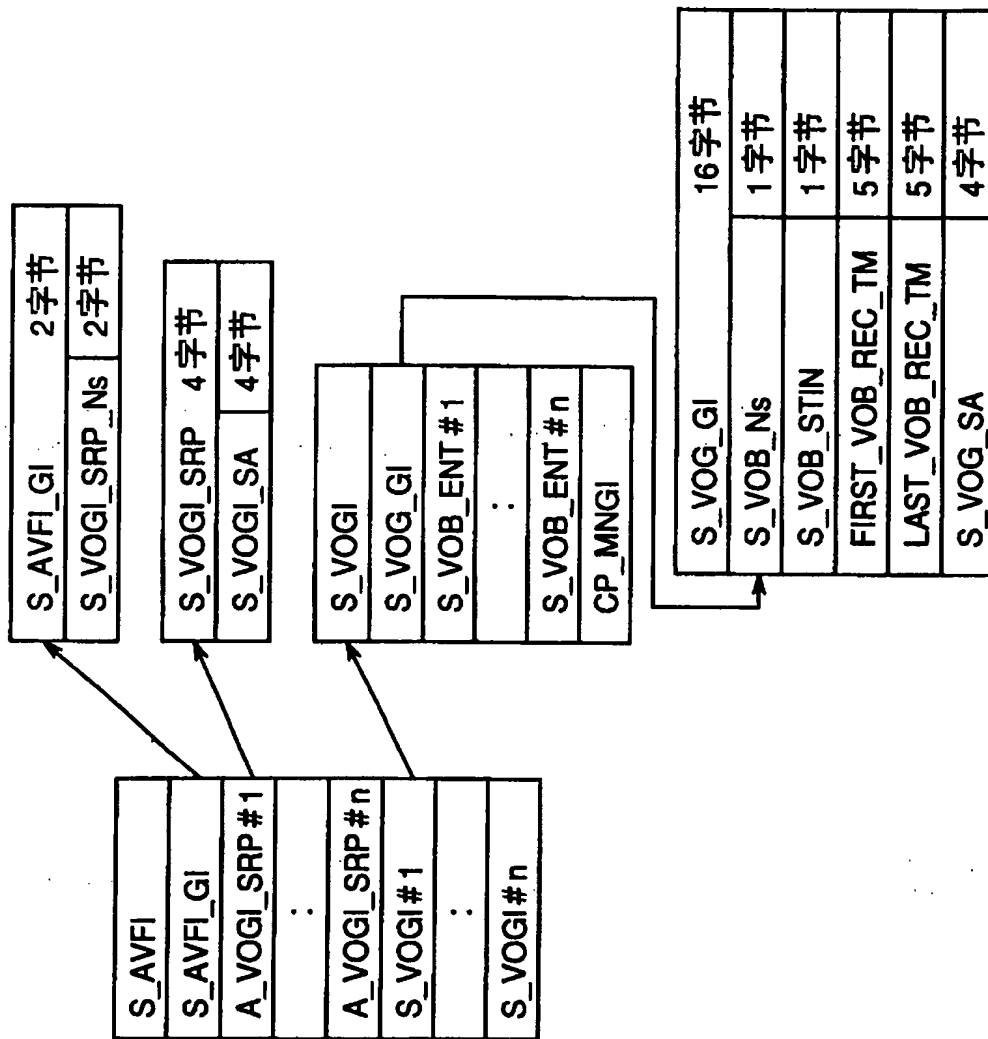 S_AVFI
S_AVFI_GI
A_VOGI_SRP#1
:
A_VOGI_SRP#n
S_VOGI#1
:
S_VOGI#n
S_AVFI_GI 2字节
S_VOGI_SRP_Ns 2字节
S_VOGI_SRP 4字节
S_VOGI_SA 4字节
S_VOGI
S_VOG_GI
S_VOB_ENT#1
:
S_VOB_ENT#n
CP_MNGI
S_VOG_GI 16字节
S_VOB_Ns 1字节
S_VOB_STIN 1字节
FIRST_VOB_REC_TM 5字节
LAST_VOB_REC_TM 5字节
S_VOG_SA 4字节